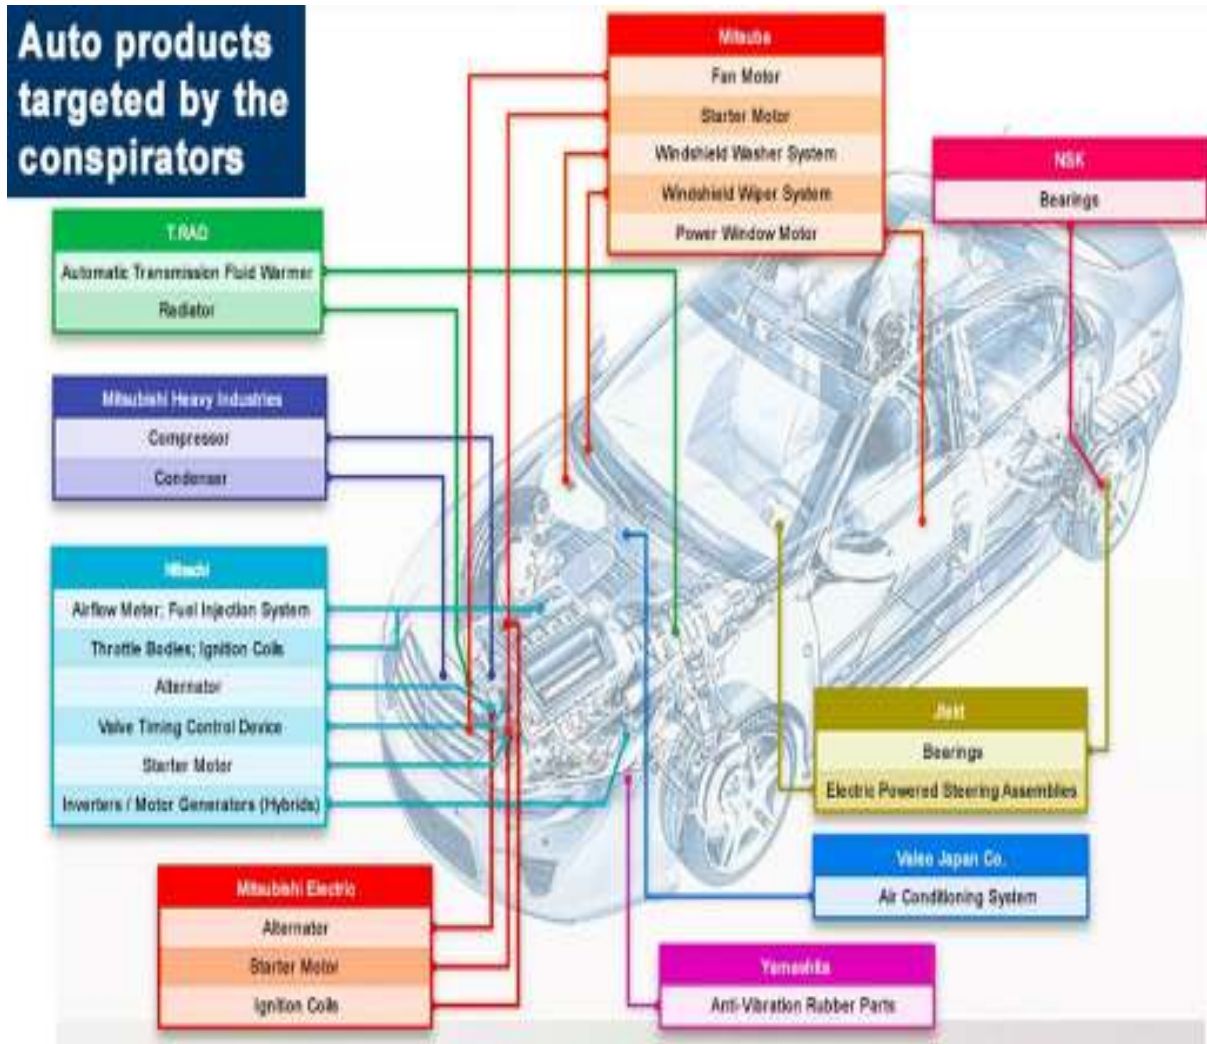 Auto products
targeted by the
conspirators
Mitsuba
Fan Motor
Starter Motor
Windshield Washer System
Windshield Wiper System
Power Window Motor
NSK
Bearings
T.RAD
Automatic Transmission Fluid Warmer
Radiator
Mitsubishi Heavy Industries
Compressor
Condenser
Hitachi
Airflow Meter; Fuel Injection System
Throttle Bodies; Ignition Coils
Alternator
Valve Timing Control Device
Starter Motor
Inverters / Motor Generators (Hybrids)
Jtekt
Bearings
Electric Powered Steering Assemblies
Valeo Japan Co.
Air Conditioning System
Mitsubishi Electric
Alternator
Starter Motor
Ignition Coils
Yamashita
Anti-Vibration Rubber Parts